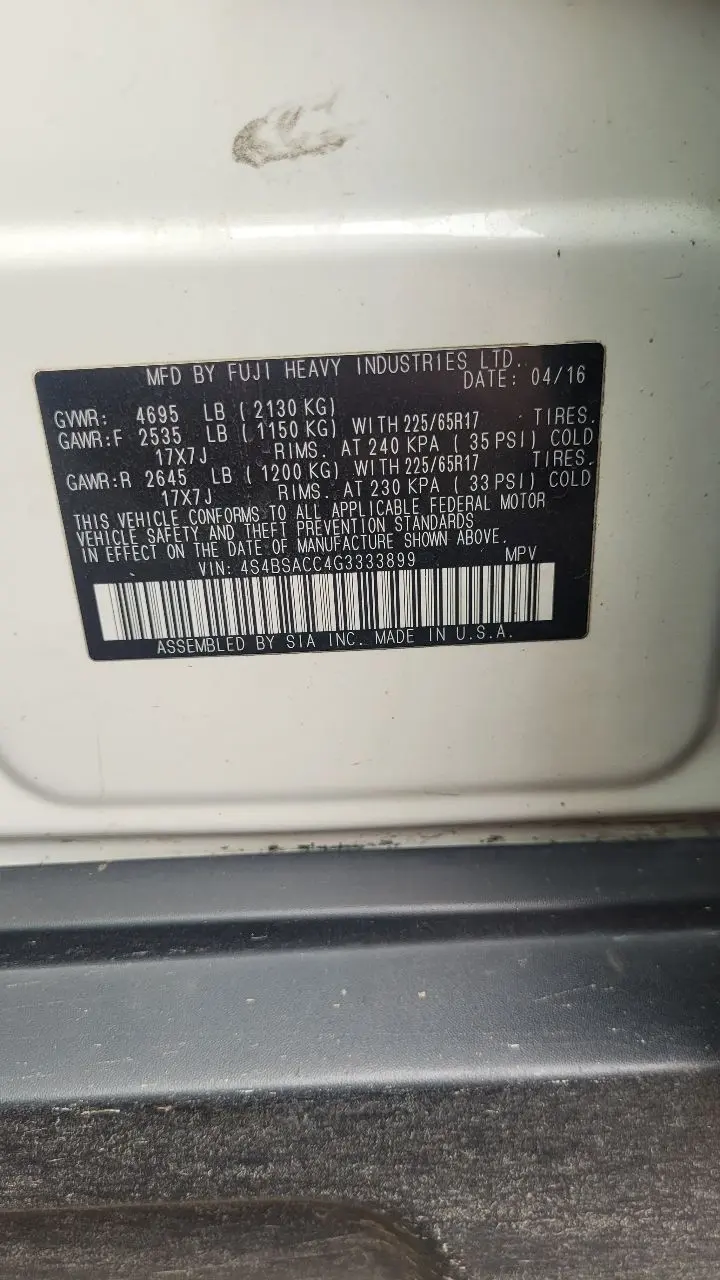 MFD BY FUJI HEAVY INDUSTRIES LTD.
DATE: 04/16
GVWR: 4695 LB ( 2130 KG)
GAWR:F 2535 LB ( 1150 KG) WITH 225/65R17 TIRES.
17X7J RIMS. AT 240 KPA ( 35 PSI) COLD
GAWR:R 2645 LB ( 1200 KG) WITH 225/65R17 TIRES.
17X7J RIMS. AT 230 KPA ( 33 PSI) COLD
THIS VEHICLE CONFORMS TO ALL APPLICABLE FEDERAL MOTOR
VEHICLE SAFETY AND THEFT PREVENTION STANDARDS
IN EFFECT ON THE DATE OF MANUFACTURE SHOWN ABOVE.
VIN: 4S4BSACC4G3333899 MPV
ASSEMBLED BY SIA INC. MADE IN U.S.A.